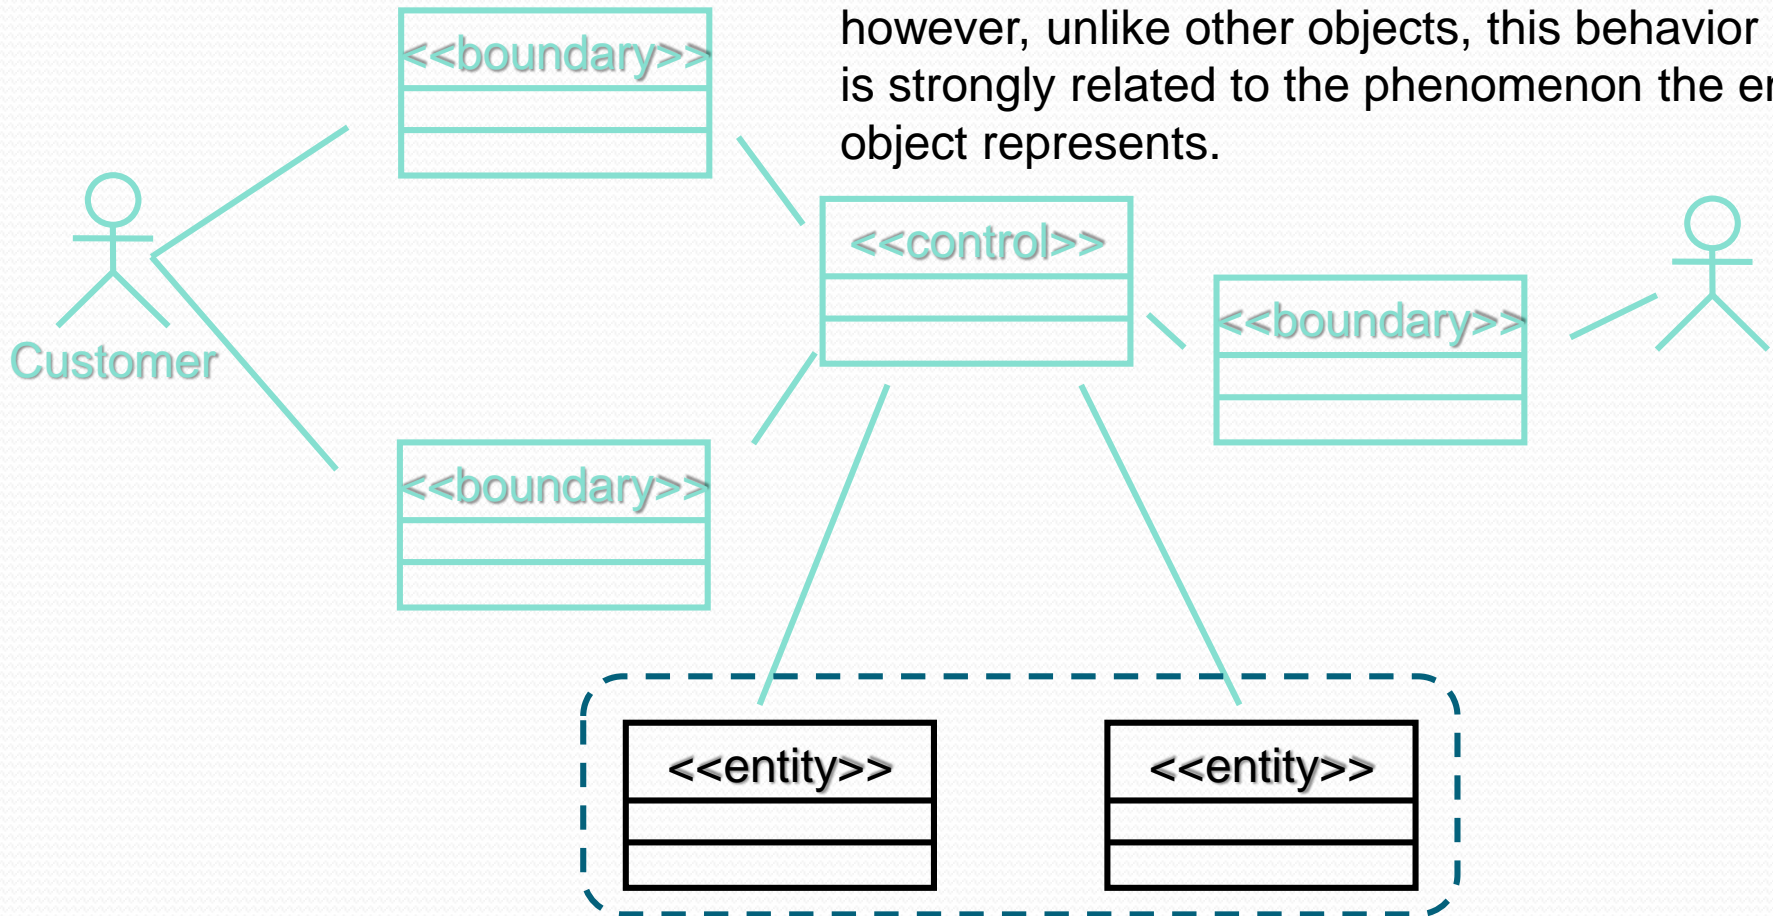 however, unlike other objects, this behavior
is strongly related to the phenomenon the
object represents.
<<boundary>>
<<control>>
<<boundary>>
Customer
<<boundary>>
<<entity>>
<<entity>>